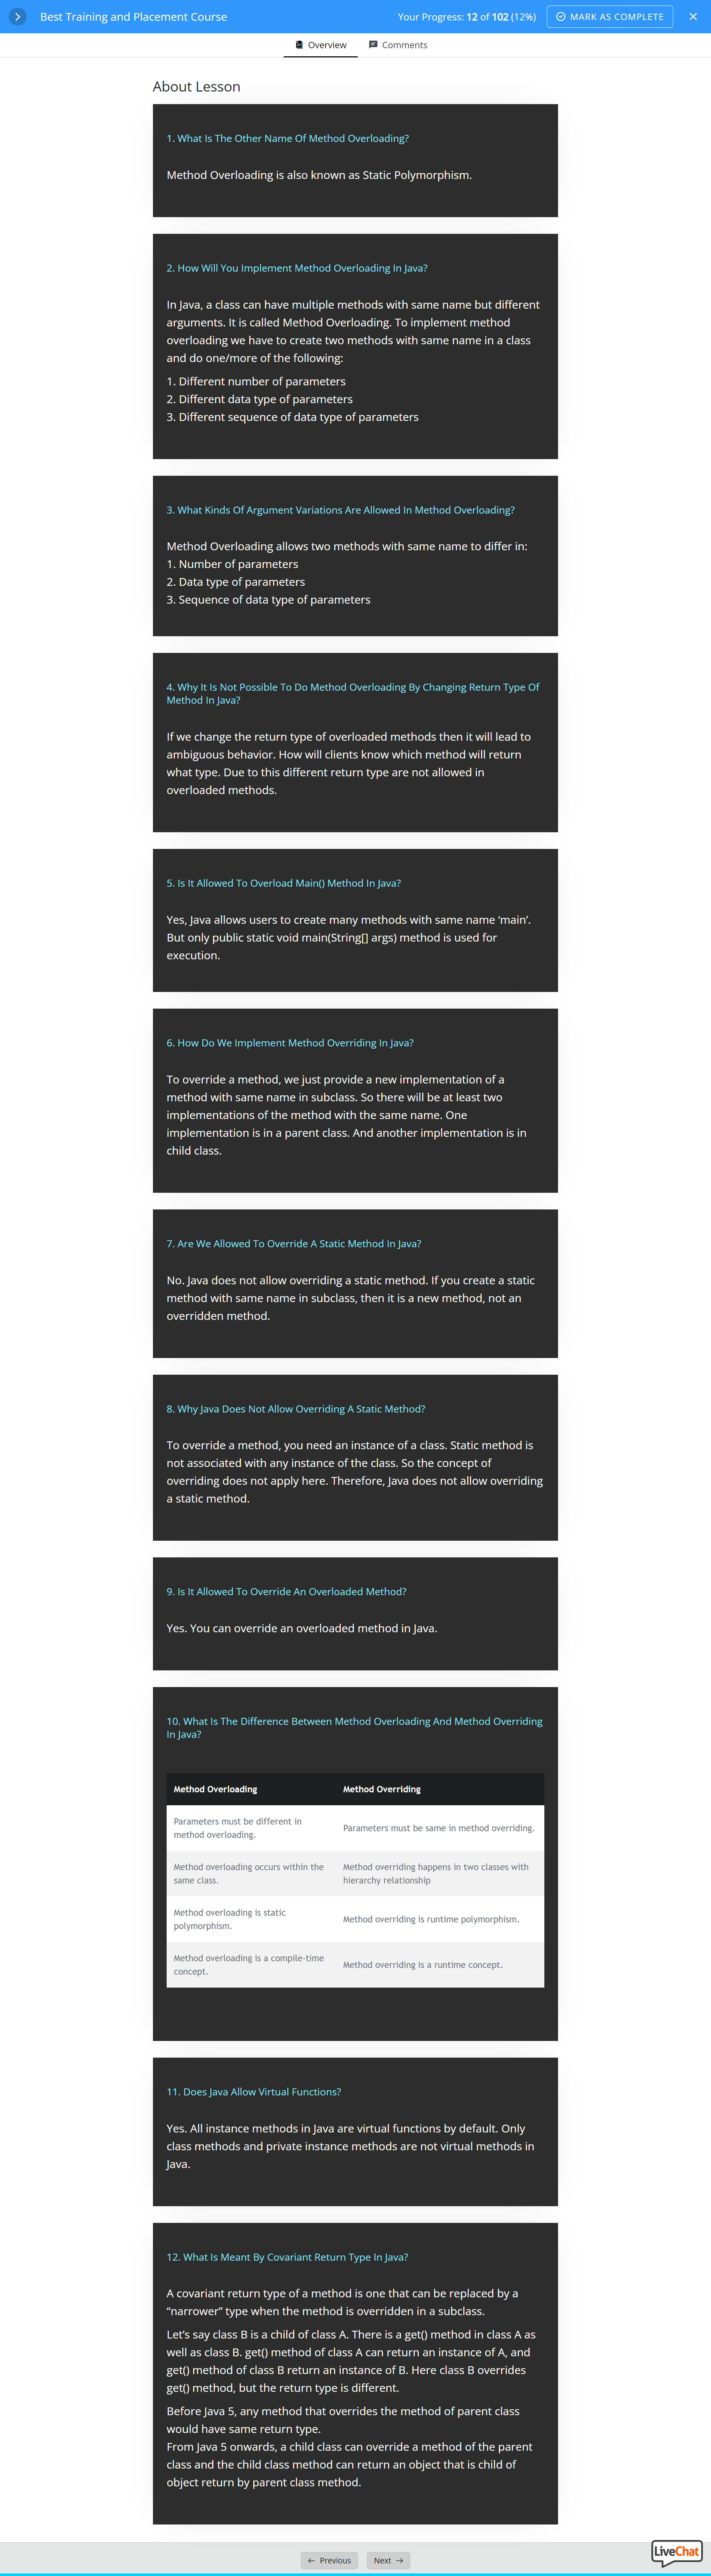 Best Training and Placement Course
Your Progress: 12 of 102 (12%)
MARK AS COMPLETE
Overview
Comments
About Lesson
1. What Is The Other Name Of Method Overloading?
Method Overloading is also known as Static Polymorphism.
2. How Will You Implement Method Overloading In Java?
In Java, a class can have multiple methods with same name but different
arguments. It is called Method Overloading. To implement method
overloading we have to create two methods with same name in a class
and do one/more of the following:
1. Different number of parameters
2. Different data type of parameters
3. Different sequence of data type of parameters
3. What Kinds Of Argument Variations Are Allowed In Method Overloading?
Method Overloading allows two methods with same name to differ in:
1. Number of parameters
2. Data type of parameters
3. Sequence of data type of parameters
4. Why It Is Not Possible To Do Method Overloading By Changing Return Type Of
Method In Java?
If we change the return type of overloaded methods then it will lead to
ambiguous behavior. How will clients know which method will return
what type. Due to this different return type are not allowed in
overloaded methods.
5. Is It Allowed To Overload Main() Method In Java?
Yes, Java allows users to create many methods with same name ‘main’.
But only public static void main(String[] args) method is used for
execution.
6. How Do We Implement Method Overriding In Java?
To override a method, we just provide a new implementation of a
method with same name in subclass. So there will be at least two
implementations of the method with the same name. One
implementation is in a parent class. And another implementation is in
child class.
7. Are We Allowed To Override A Static Method In Java?
No. Java does not allow overriding a static method. If you create a static
method with same name in subclass, then it is a new method, not an
overridden method.
8. Why Java Does Not Allow Overriding A Static Method?
To override a method, you need an instance of a class. Static method is
not associated with any instance of the class. So the concept of
overriding does not apply here. Therefore, Java does not allow overriding
a static method.
9. Is It Allowed To Override An Overloaded Method?
Yes. You can override an overloaded method in Java.
10. What Is The Difference Between Method Overloading And Method Overriding
In Java?
Method Overloading
Method Overriding
Parameters must be different in
method overloading.
Parameters must be same in method overriding.
Method overloading occurs within the
same class.
Method overriding happens in two classes with
hierarchy relationship
Method overloading is static
polymorphism.
Method overriding is runtime polymorphism.
Method overloading is a compile-time
concept.
Method overriding is a runtime concept.
11. Does Java Allow Virtual Functions?
Yes. All instance methods in Java are virtual functions by default. Only
class methods and private instance methods are not virtual methods in
Java.
12. What Is Meant By Covariant Return Type In Java?
A covariant return type of a method is one that can be replaced by a
“narrower” type when the method is overridden in a subclass.
Let’s say class B is a child of class A. There is a get() method in class A as
well as class B. get() method of class A can return an instance of A, and
get() method of class B return an instance of B. Here class B overrides
get() method, but the return type is different.
Before Java 5, any method that overrides the method of parent class
would have same return type.
From Java 5 onwards, a child class can override a method of the parent
class and the child class method can return an object that is child of
object return by parent class method.
Previous
Next
LiveChat